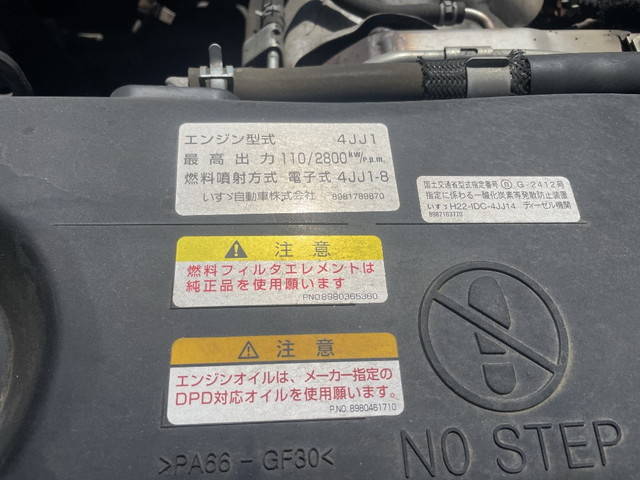 エンジン型式 4JJ1
最高出力 110/2800kW/r.p.m.
燃料噴射方式 電子式 4JJ1-8
いすゞ自動車株式会社 8981789870
国土交通省型式指定番号 Ⓓ G-2412号
指定に係わる一酸化炭素等発散防止装置
いすゞ H22-IDC-4JJ14 ディーゼル機関
8987163770
注意
燃料フィルタエレメントは
純正品を使用願います
P.NO.8980365380
注意
エンジンオイルは、メーカー指定の
DPD対応オイルを使用願います。
P.NO. 8980461710
NO STEP
>PA66-GF30<